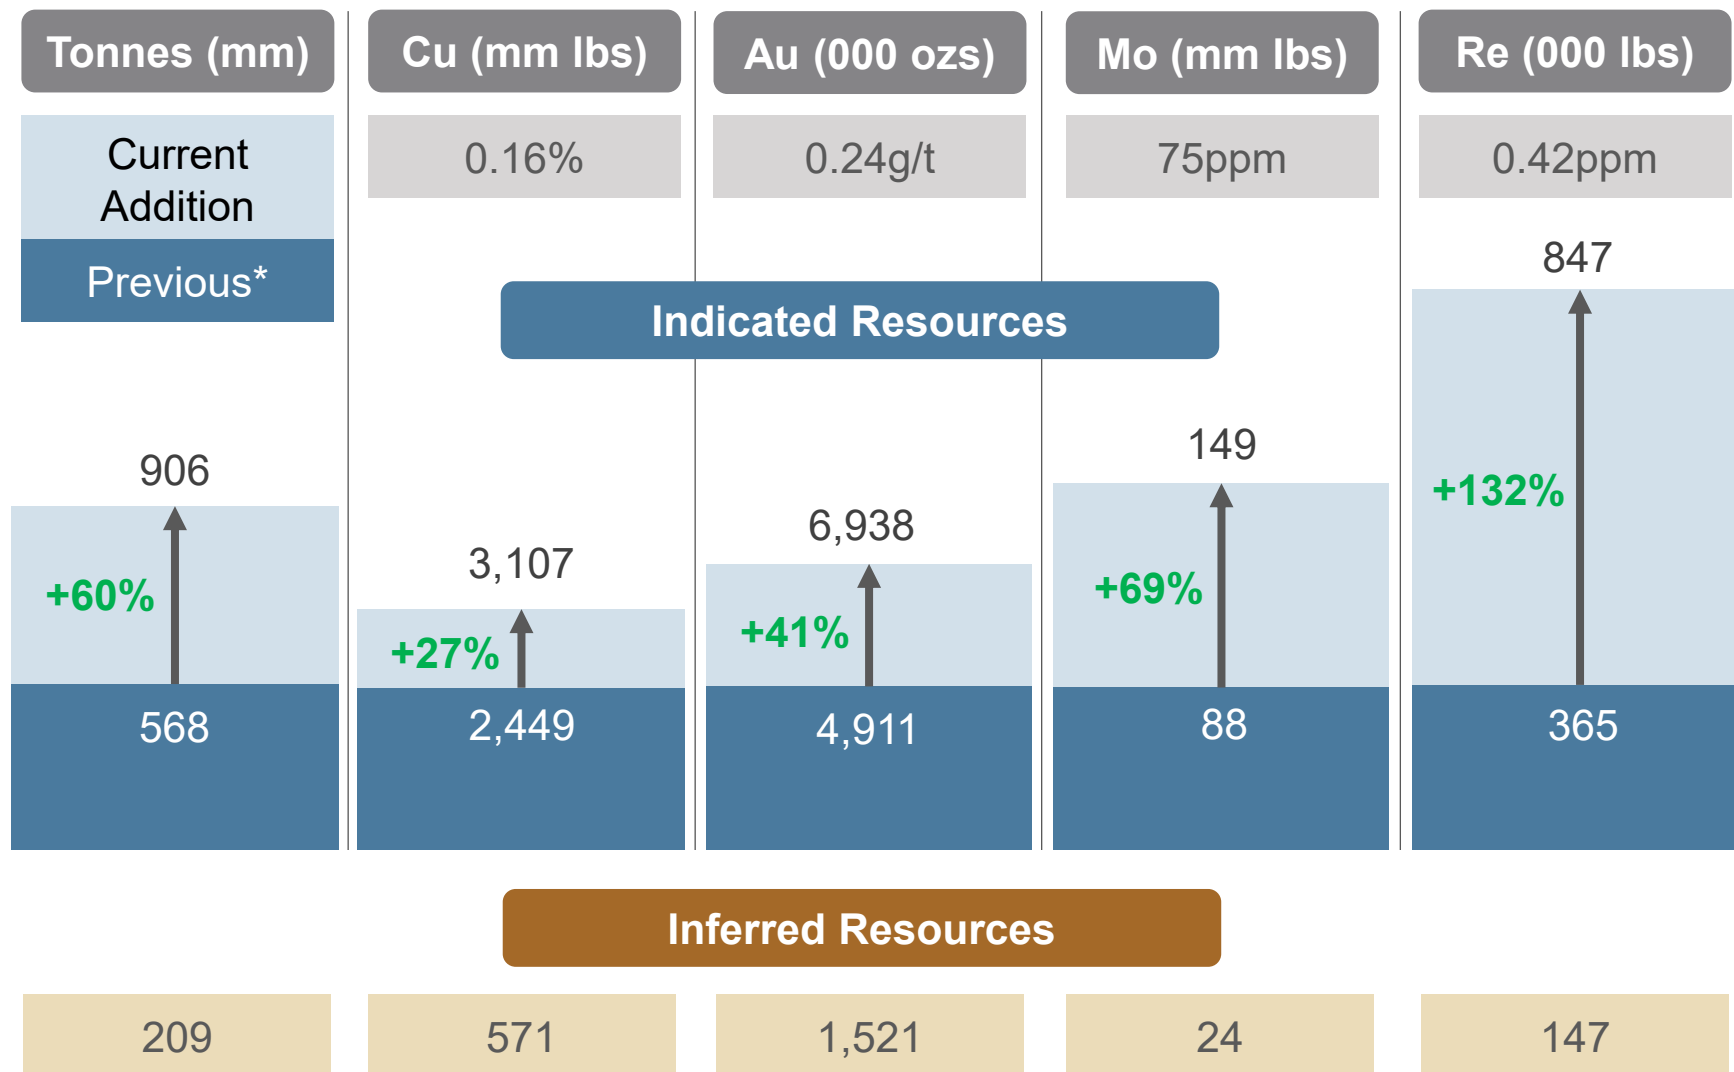 Tonnes (mm)
Cu (mm lbs)
Au (000 ozs)
Mo (mm lbs)
Re (000 lbs)
Current
Addition
Previous*
0.16%
0.24g/t
75ppm
0.42ppm
Indicated Resources
906
+60%
568
3,107
+27%
2,449
6,938
+41%
4,911
149
+69%
88
847
+132%
365
Inferred Resources
209
571
1,521
24
147